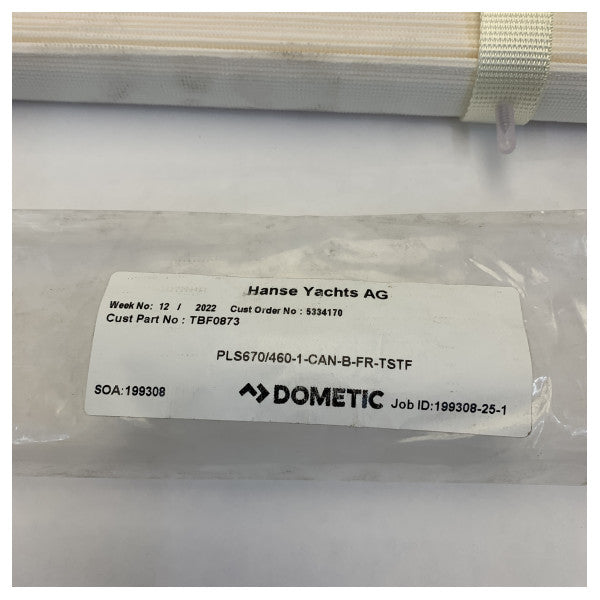 Hanse Yachts AG
Week No: 12 / 2022 Cust Order No : 5334170
Cust Part No : TBF0873
PLS670/460-1-CAN-B-FR-TSTF
SOA:199308 DOMETIC Job ID:199308-25-1